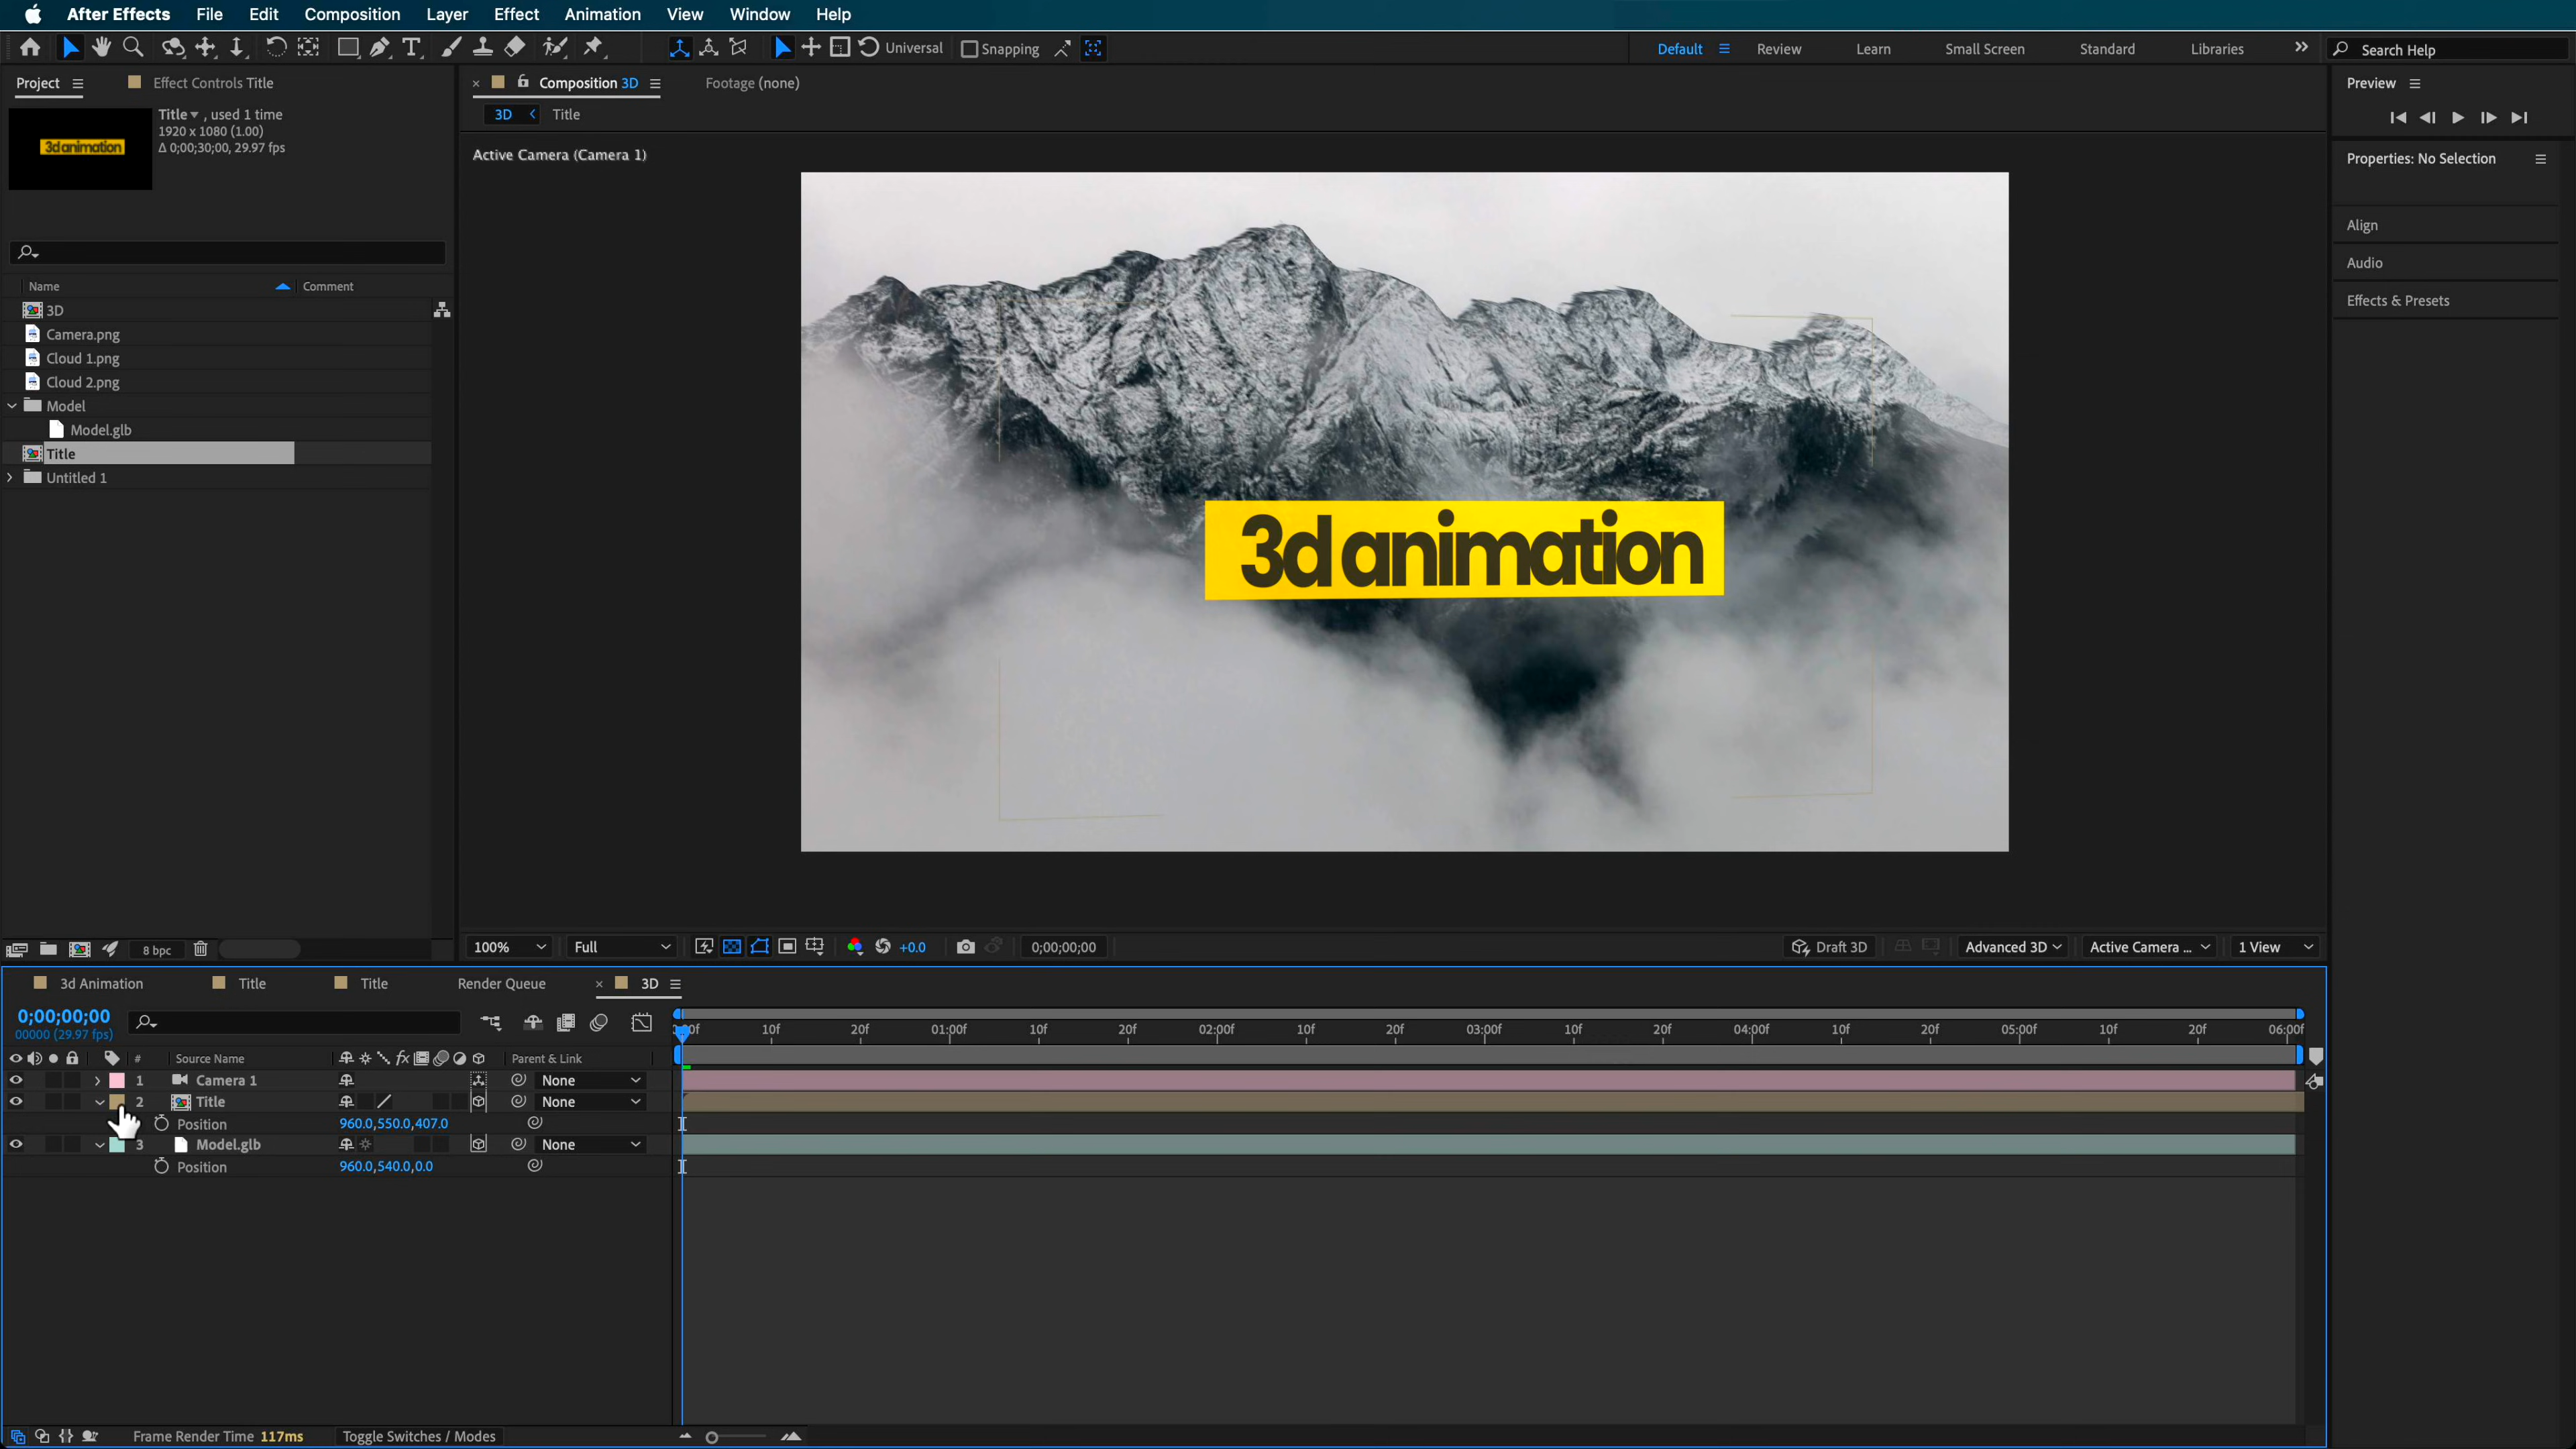 After Effects File Edit Composition Layer Effect Animation View Window Help
Universal Snapping Default Review Learn Small Screen Standard Libraries Search Help
Project Effect Controls Title
Title , used 1 time
1920 x 1080 (1.00)
Δ 0;00;30;00, 29.97 fps
3d animation
Name Comment
3D
Camera.png
Cloud 1.png
Cloud 2.png
Model
Model.glb
Title
Untitled 1
8 bpc
Composition 3D Footage (none)
3D Title
Active Camera (Camera 1)
3d animation
100% Full +0.0 0;00;00;00 Draft 3D Advanced 3D Active Camera ... 1 View
Preview
Properties: No Selection
Align
Audio
Effects & Presets
3d Animation Title Title Render Queue 3D
0;00;00;00
00000 (29.97 fps)
10f 20f 01:00f 10f 20f 02:00f 10f 20f 03:00f 10f 20f 04:00f 10f 20f 05:00f 10f 20f 06:00f
# Source Name fx Parent & Link
1 Camera 1 None
2 Title None
Position 960.0,550.0,407.0
3 Model.glb None
Position 960.0,540.0,0.0
Frame Render Time 117ms Toggle Switches / Modes